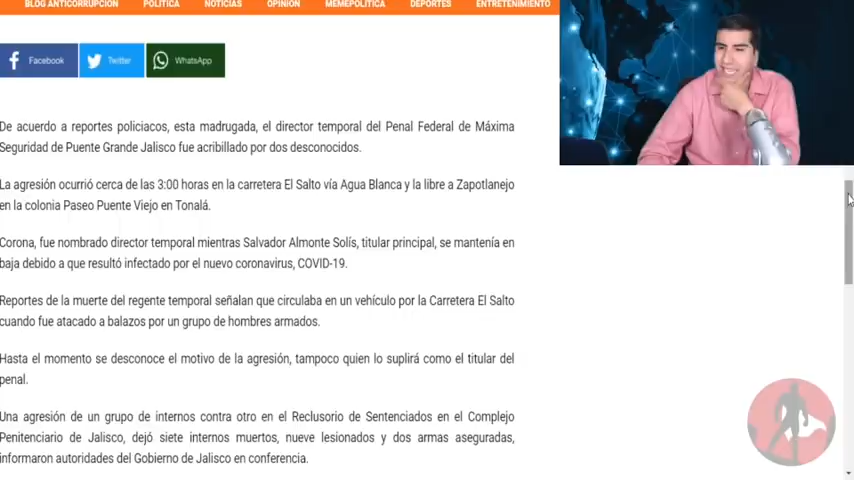 BLOG ANTICORRUPCIÓN POLÍTICA NOTICIAS OPINIÓN MEMEPOLÍTICA DEPORTES ENTRETENIMIENTO
Facebook Twitter WhatsApp
De acuerdo a reportes policiacos, esta madrugada, el director temporal del Penal Federal de Máxima
Seguridad de Puente Grande Jalisco fue acribillado por dos desconocidos.
La agresión ocurrió cerca de las 3:00 horas en la carretera El Salto vía Agua Blanca y la libre a Zapotlanejo
en la colonia Paseo Puente Viejo en Tonalá.
Corona, fue nombrado director temporal mientras Salvador Almonte Solís, titular principal, se mantenía en
baja debido a que resultó infectado por el nuevo coronavirus, COVID-19.
Reportes de la muerte del regente temporal señalan que circulaba en un vehículo por la Carretera El Salto
cuando fue atacado a balazos por un grupo de hombres armados.
Hasta el momento se desconoce el motivo de la agresión, tampoco quien lo suplirá como el titular del
penal.
Una agresión de un grupo de internos contra otro en el Reclusorio de Sentenciados en el Complejo
Penitenciario de Jalisco, dejó siete internos muertos, nueve lesionados y dos armas aseguradas,
informaron autoridades del Gobierno de Jalisco en conferencia.